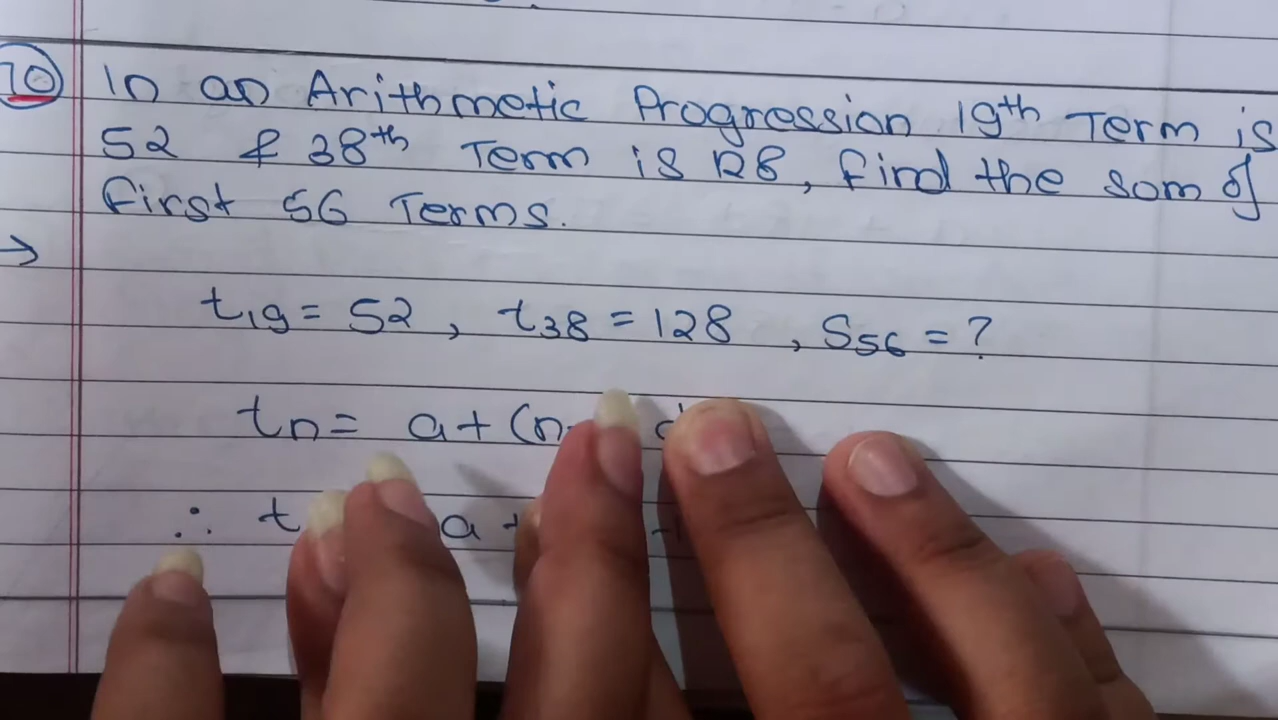 10 In an Arithmetic Progression 19th Term is
52 & 38th Term is 128, find the som of
first 56 Terms.
→
t19 = 52, t38 = 128, S56 = ?
tn = a + (n
∴ t a +